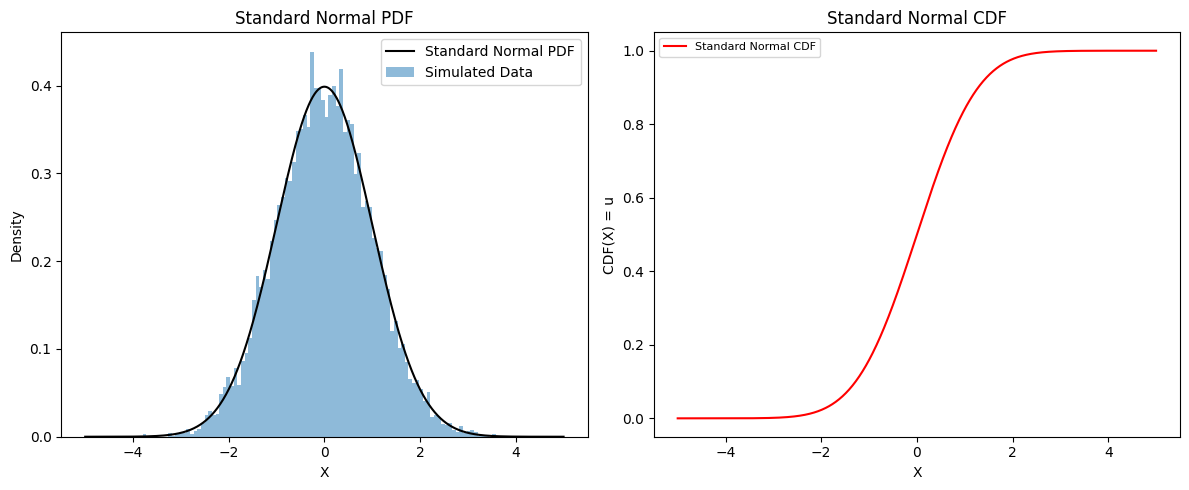 Standard Normal PDF
Standard Normal PDF
Simulated Data
Density
0.4
0.3
0.2
0.1
0.0
−4
−2
0
2
4
X
Standard Normal CDF
Standard Normal CDF
CDF(X) = u
1.0
0.8
0.6
0.4
0.2
0.0
−4
−2
0
2
4
X